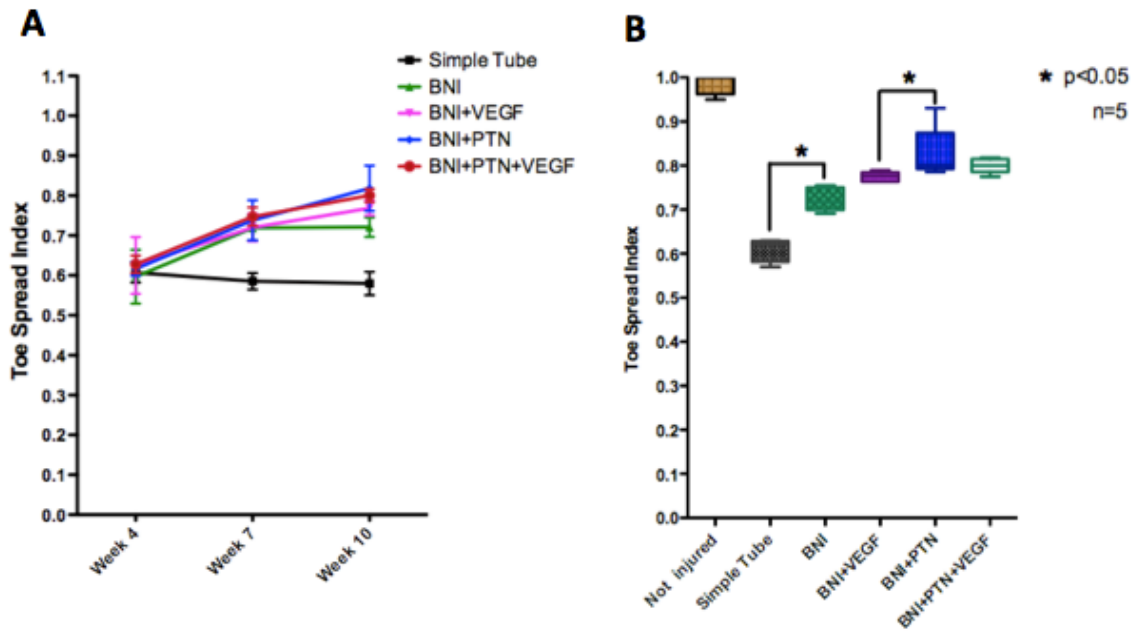 A
Simple Tube
BNI
BNI+VEGF
BNI+PTN
BNI+PTN+VEGF
Toe Spread Index
1.1
1.0
0.9
0.8
0.7
0.6
0.5
0.4
0.3
0.2
0.1
0.0
Week 4
Week 7
Week 10
B
* p<0.05
n=5
*
*
Toe Spread Index
1.0
0.9
0.8
0.7
0.6
0.5
0.4
0.3
0.2
0.1
0.0
Not injured
Simple Tube
BNI
BNI+VEGF
BNI+PTN
BNI+PTN+VEGF